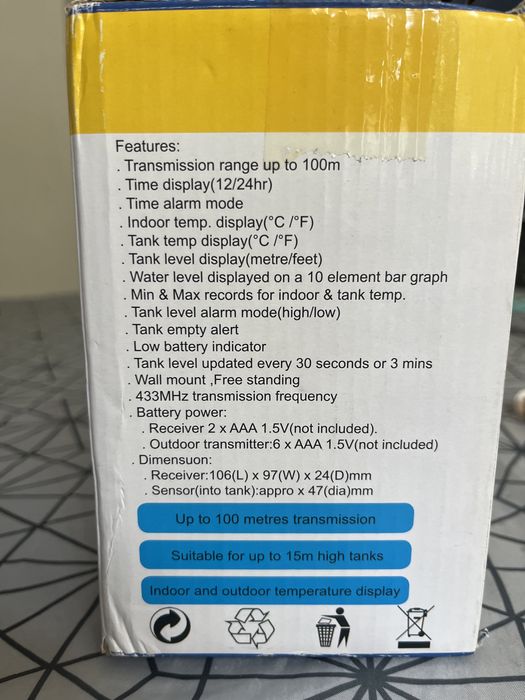 Features:
. Transmission range up to 100m
. Time display(12/24hr)
. Time alarm mode
. Indoor temp. display(°C /°F)
. Tank temp display(°C /°F)
. Tank level display(metre/feet)
. Water level displayed on a 10 element bar graph
. Min & Max records for indoor & tank temp.
. Tank level alarm mode(high/low)
. Tank empty alert
. Low battery indicator
. Tank level updated every 30 seconds or 3 mins
. Wall mount ,Free standing
. 433MHz transmission frequency
. Battery power:
. Receiver 2 x AAA 1.5V(not included).
. Outdoor transmitter:6 x AAA 1.5V(not included)
. Dimensuon:
. Receiver:106(L) x 97(W) x 24(D)mm
. Sensor(into tank):appro x 47(dia)mm
Up to 100 metres transmission
Suitable for up to 15m high tanks
Indoor and outdoor temperature display